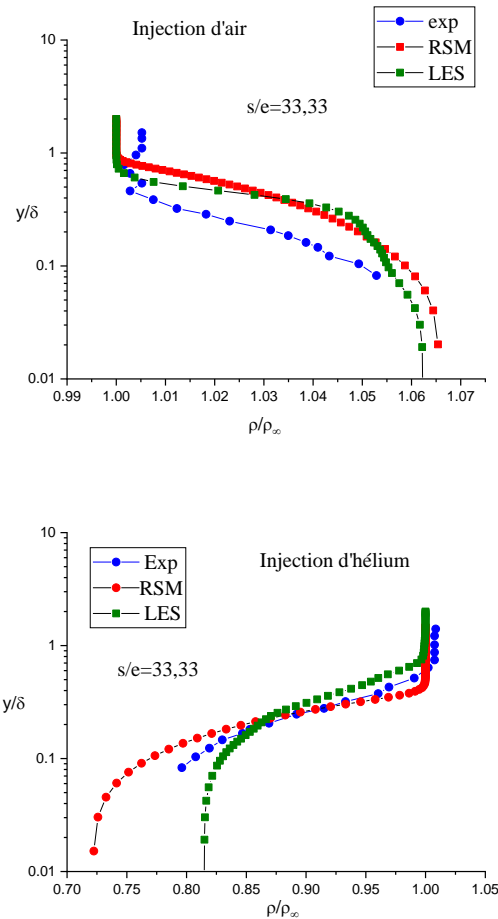 Injection d'air
exp
RSM
LES
s/e=33,33
10
1
0.1
0.01
y/δ
0.99
1.00
1.01
1.02
1.03
1.04
1.05
1.06
1.07
ρ/ρ∞
Exp
RSM
LES
Injection d'hélium
s/e=33,33
10
1
0.1
0.01
y/δ
0.70
0.75
0.80
0.85
0.90
0.95
1.00
1.05
ρ/ρ∞